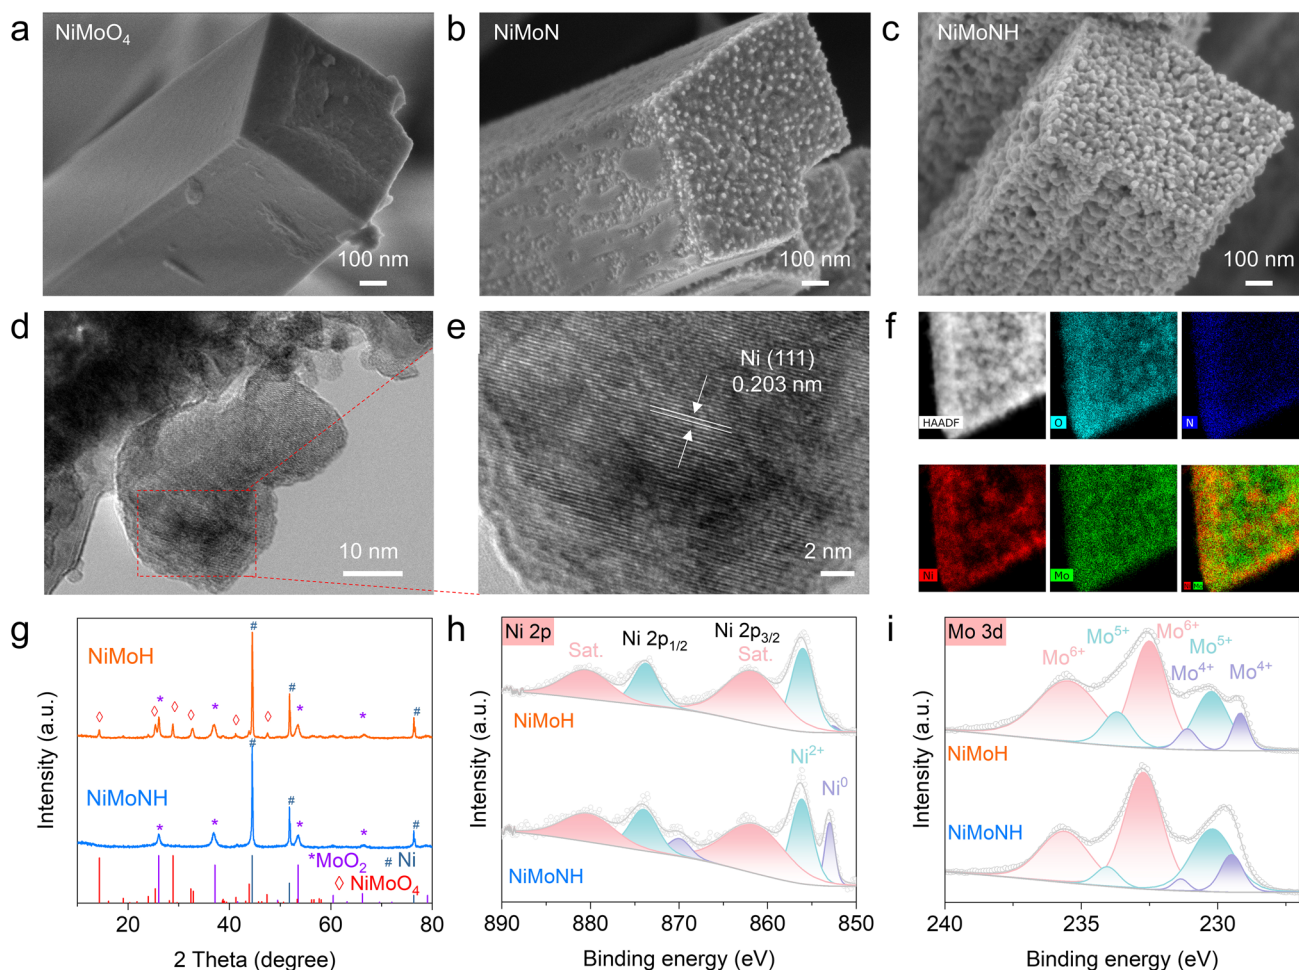 a
NiMoO₄
100 nm
b
NiMoN
100 nm
c
NiMoNH
100 nm
d
10 nm
e
Ni (111)
0.203 nm
2 nm
f
HAADF
O
N
Ni
Mo
Mo
g
Intensity (a.u.)
NiMoH
NiMoNH
*MoO₂
# Ni
◊ NiMoO₄
20
40
60
80
2 Theta (degree)
h
Ni 2p
Intensity (a.u.)
Sat.
Ni 2p₁/₂
Ni 2p₃/₂
Sat.
NiMoH
Ni²⁺
Ni⁰
NiMoNH
890
880
870
860
850
Binding energy (eV)
i
Mo 3d
Intensity (a.u.)
Mo⁶⁺
Mo⁵⁺
Mo⁶⁺
Mo⁵⁺
Mo⁴⁺
Mo⁴⁺
NiMoH
NiMoNH
240
235
230
Binding energy (eV)